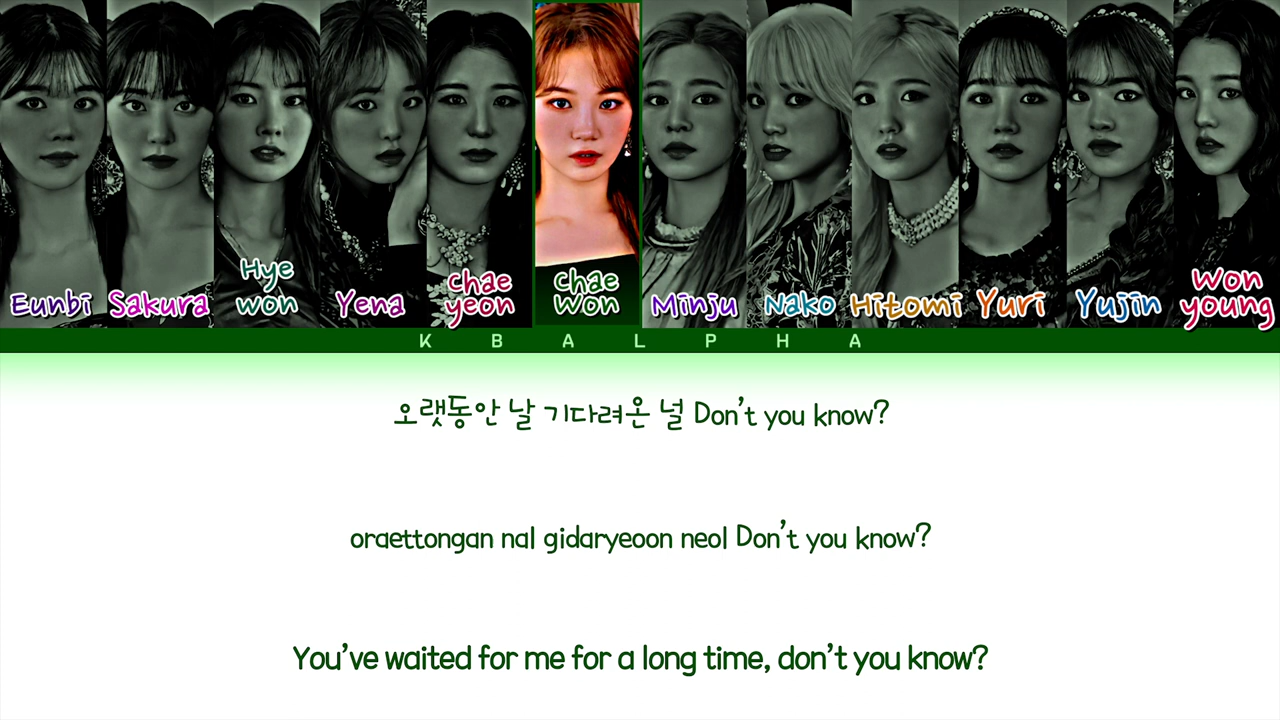 Eunbi
Sakura
Hye
won
Yena
chae
yeon
chae
won
Minju
Nako
Hitomi
Yuri
Yujin
Won
young
K B A L P H A
오랫동안 날 기다려온 널 Don't you know?
oraettongan nal gidaryeoon neol Don't you know?
You've waited for me for a long time, don't you know?